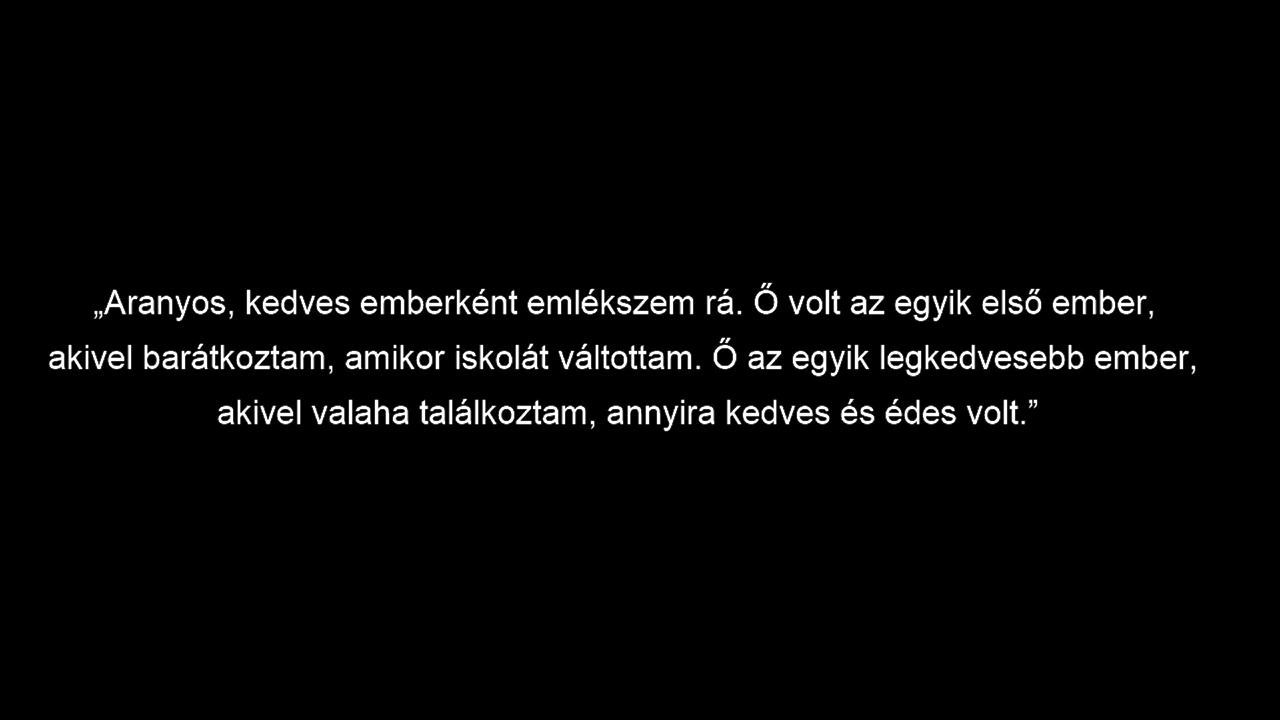 „Aranyos, kedves emberként emlékszem rá. Ő volt az egyik első ember,
akivel barátkoztam, amikor iskolát váltottam. Ő az egyik legkedvesebb ember,
akivel valaha találkoztam, annyira kedves és édes volt.”